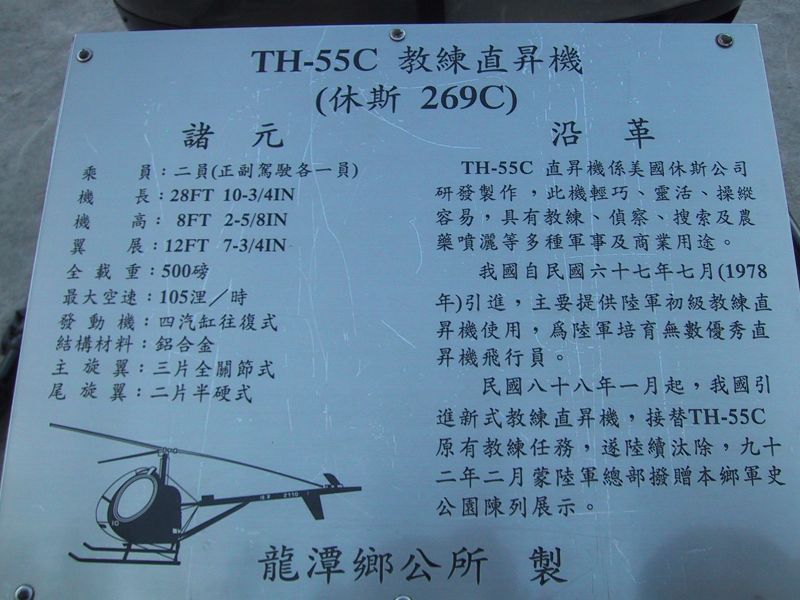 TH-55C 教練直昇機
(休斯 269C)
諸元
乘員：二員(正副駕駛各一員)
機長：28FT 10-3/4IN
機高：8FT 2-5/8IN
翼展：12FT 7-3/4IN
全載重：500磅
最大空速：105浬／時
發動機：四汽缸往復式
結構材料：鋁合金
主旋翼：三片全關節式
尾旋翼：二片半硬式
沿革
TH-55C 直昇機係美國休斯公司
研發製作，此機輕巧、靈活、操縱
容易，具有教練、偵察、搜索及農
藥噴灑等多種軍事及商業用途。
我國自民國六十七年七月(1978
年)引進，主要提供陸軍初級教練直
昇機使用，為陸軍培育無數優秀直
昇機飛行員。
民國八十八年一月起，我國引
進新式教練直昇機，接替TH-55C
原有教練任務，遂陸續汰除，九十
二年二月蒙陸軍總部撥贈本鄉軍史
公園陳列展示。
龍潭鄉公所 製